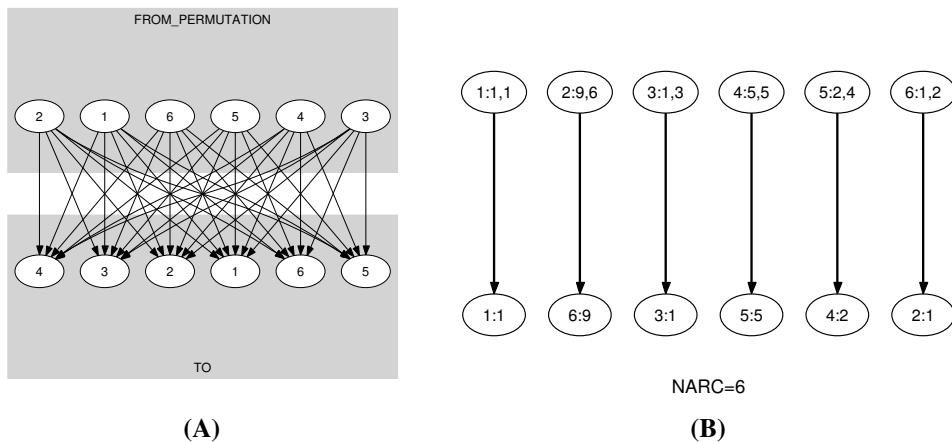 FROM_PERMUTATION
2 1 6 5 4 3
4 3 2 1 6 5
TO
(A)
1:1,1 2:9,6 3:1,3 4:5,5 5:2,4 6:1,2
1:1 6:9 3:1 5:5 4:2 2:1
NARC=6
(B)